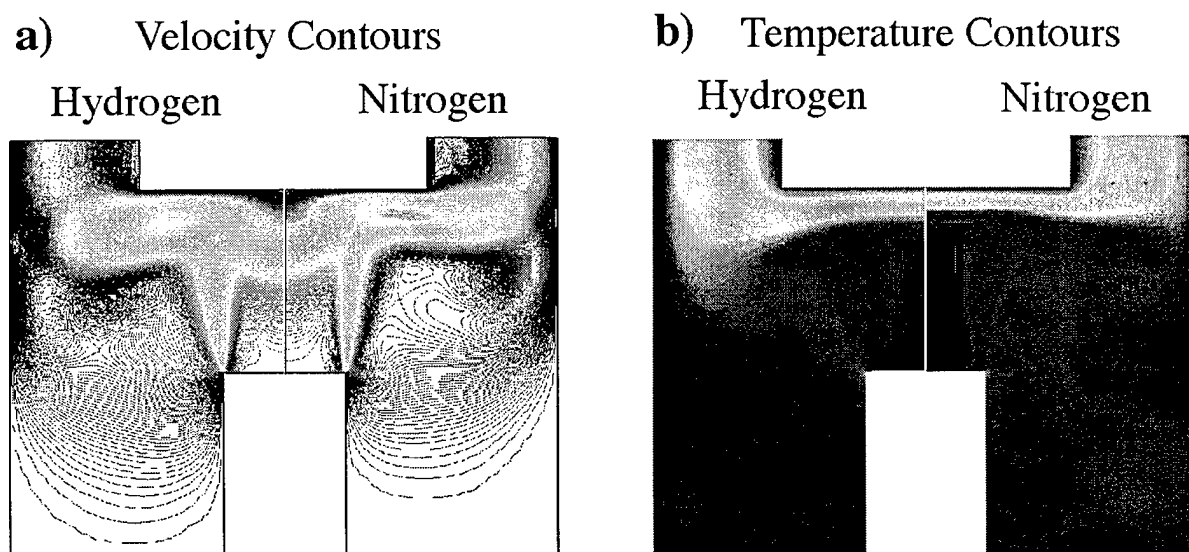 a) Velocity Contours
Hydrogen Nitrogen
b) Temperature Contours
Hydrogen Nitrogen